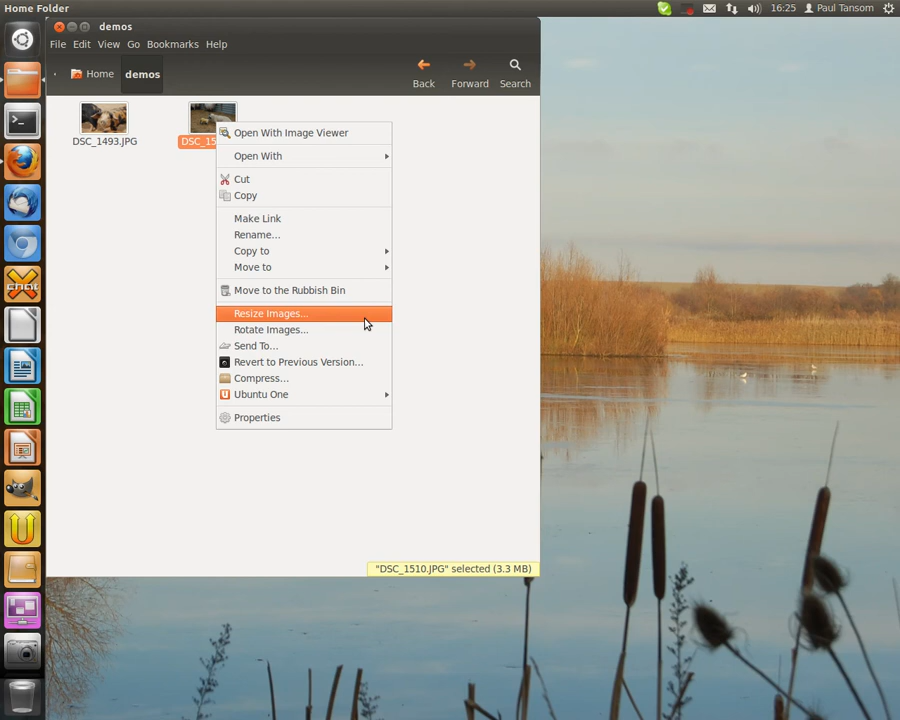 Home Folder
16:25
Paul Tansom
demos
File Edit View Go Bookmarks Help
Home demos
Back Forward Search
DSC_1493.JPG
Open With Image Viewer
Open With
Cut
Copy
Make Link
Rename...
Copy to
Move to
Move to the Rubbish Bin
Resize Images...
Rotate Images...
Send To...
Revert to Previous Version...
Compress...
Ubuntu One
Properties
"DSC_1510.JPG" selected (3.3 MB)